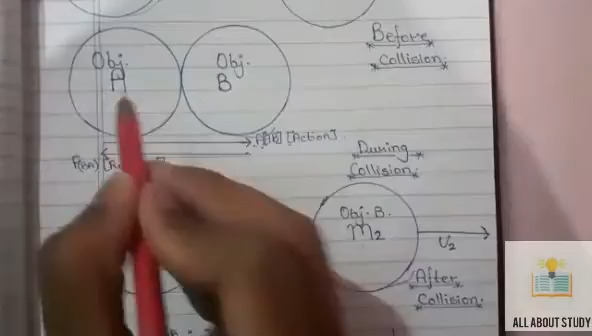 Before
Collision.
Obj.
A
Obj.
B
[Action].
During
Collision.
Obj. B.
m2
U2
After
Collision.
ALL ABOUT STUDY